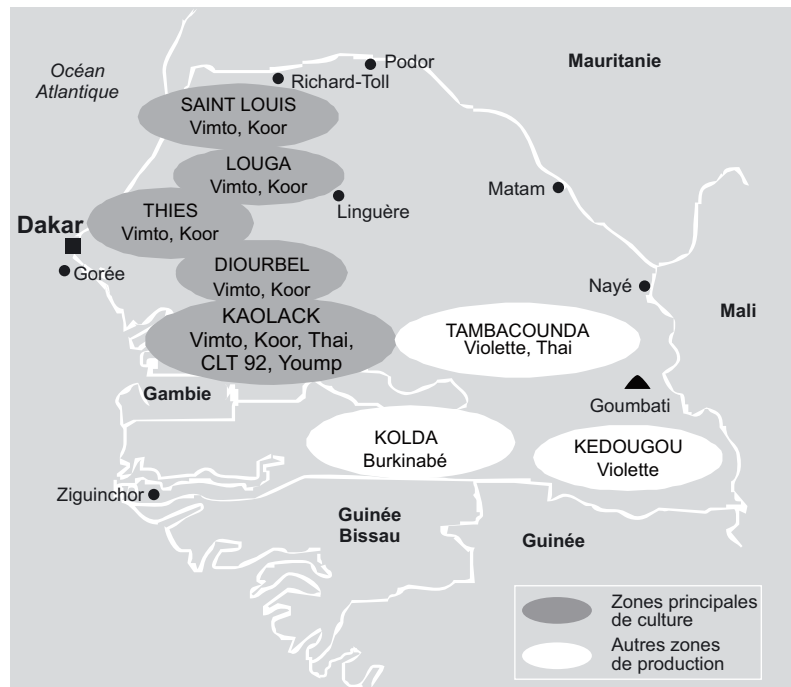 Océan
Atlantique
Podor
Mauritanie
Richard-Toll
SAINT LOUIS
Vimto, Koor
LOUGA
Vimto, Koor
Matam
Linguère
THIES
Vimto, Koor
Dakar
Gorée
DIOURBEL
Vimto, Koor
Nayé
Mali
KAOLACK
Vimto, Koor, Thai,
CLT 92, Yoump
TAMBACOUNDA
Violette, Thai
Gambie
Goumbati
KOLDA
Burkinabé
KEDOUGOU
Violette
Ziguinchor
Guinée
Bissau
Guinée
Zones principales
de culture
Autres zones
de production